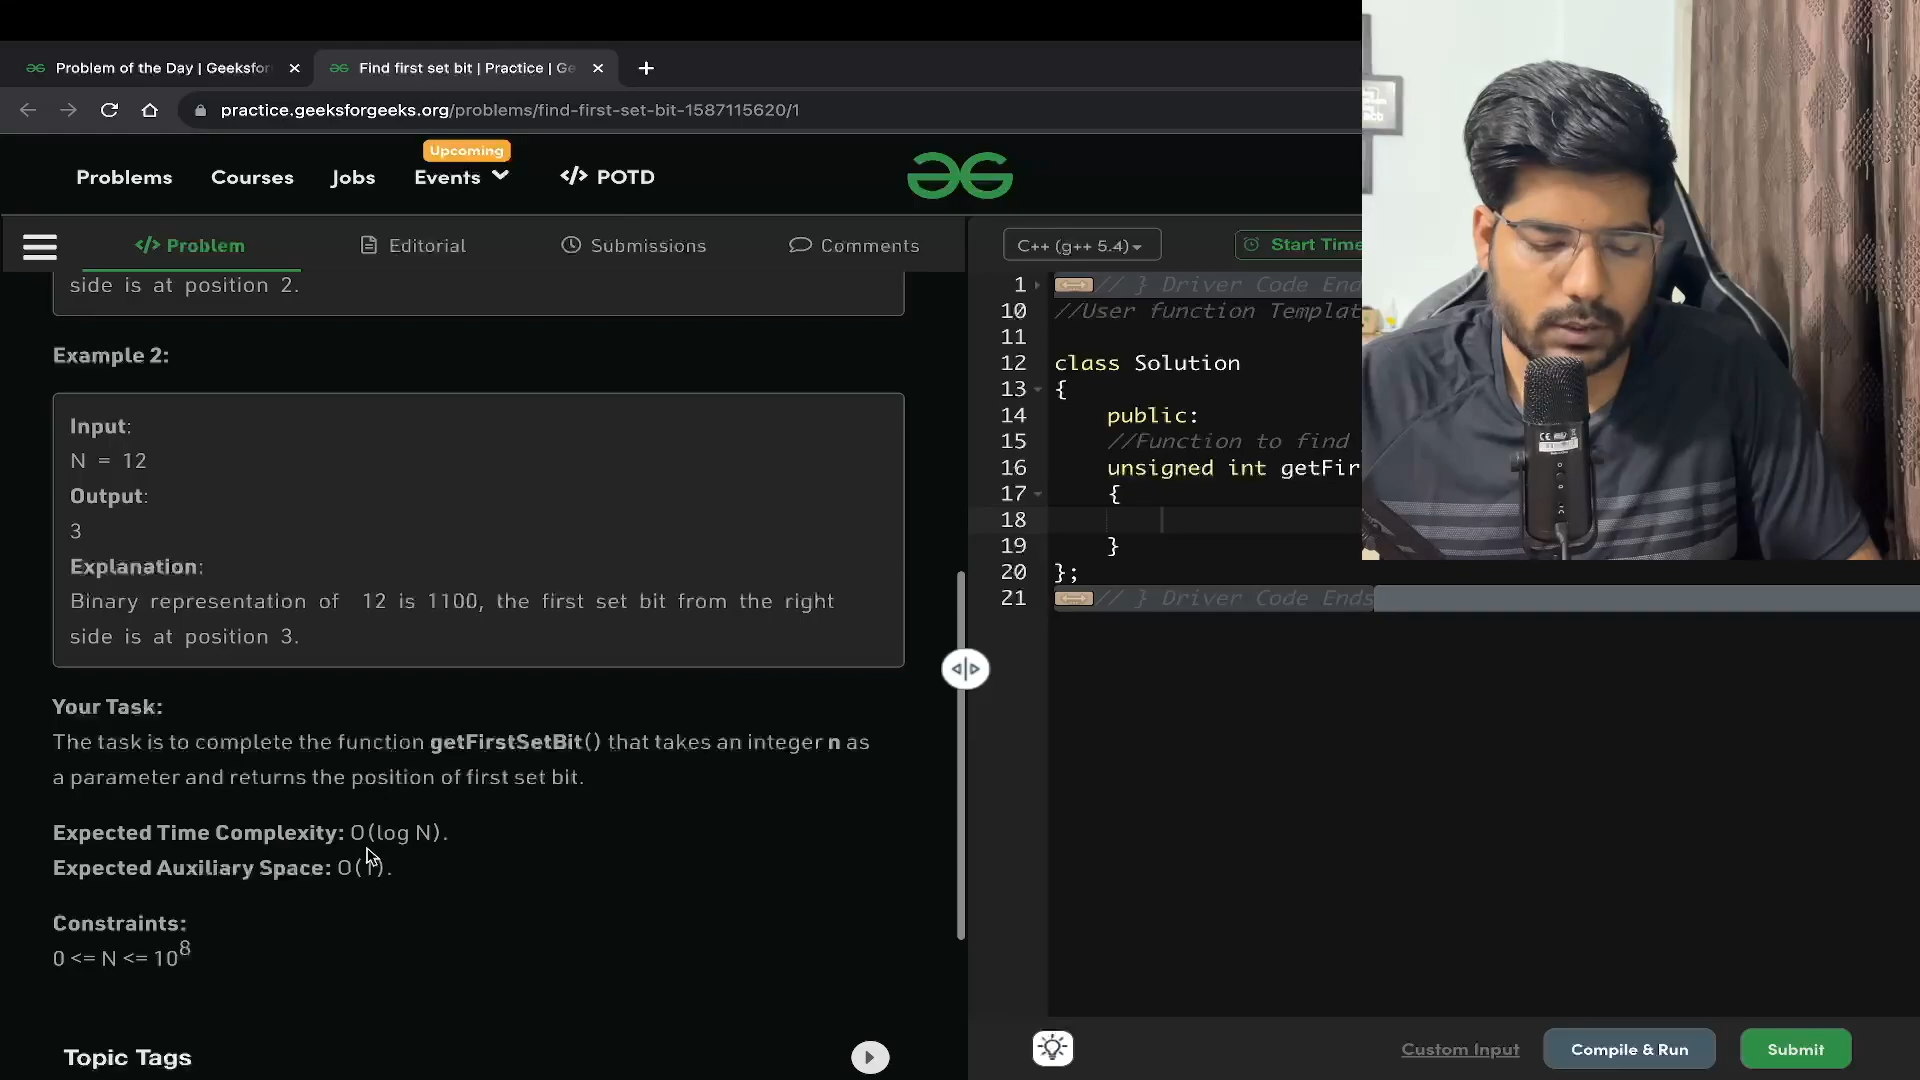 Problem of the Day | Geeksfor
Find first set bit | Practice | Ge
practice.geeksforgeeks.org/problems/find-first-set-bit-1587115620/1
Upcoming
Problems
Courses
Jobs
Events
</> POTD
</> Problem
Editorial
Submissions
Comments
side is at position 2.
Example 2:
Input:
N = 12
Output:
3
Explanation:
Binary representation of 12 is 1100, the first set bit from the right
side is at position 3.
Your Task:
The task is to complete the function getFirstSetBit() that takes an integer n as
a parameter and returns the position of first set bit.
Expected Time Complexity: O(log N).
Expected Auxiliary Space: O(1).
Constraints:
0 <= N <= 10^8
Topic Tags
C++ (g++ 5.4)
Start Time
1 // } Driver Code End
10 //User function Templat
11
12 class Solution
13 {
14 public:
15 //Function to find
16 unsigned int getFir
17 {
18
19 }
20 };
21 // } Driver Code Ends
Custom Input
Compile & Run
Submit